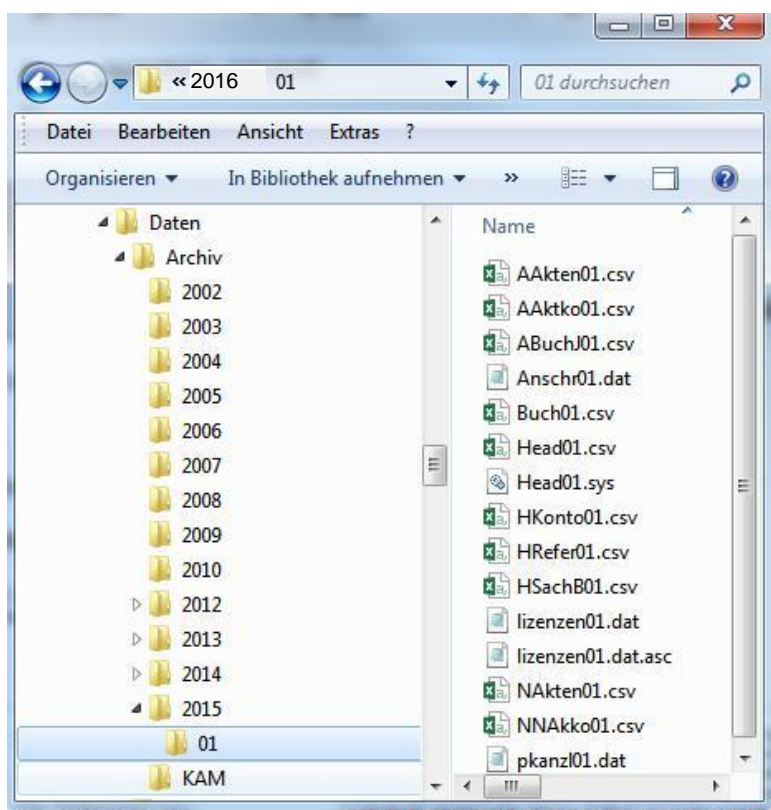 « 2016 01
01 durchsuchen
Datei Bearbeiten Ansicht Extras ?
Organisieren In Bibliothek aufnehmen »
Daten
Archiv
2002
2003
2004
2005
2006
2007
2008
2009
2010
2012
2013
2014
2015
01
KAM
Name
AAkten01.csv
AAktko01.csv
ABuchJ01.csv
Anschr01.dat
Buch01.csv
Head01.csv
Head01.sys
HKonto01.csv
HRefer01.csv
HSachB01.csv
lizenzen01.dat
lizenzen01.dat.asc
NAkten01.csv
NNAkko01.csv
pkanzl01.dat